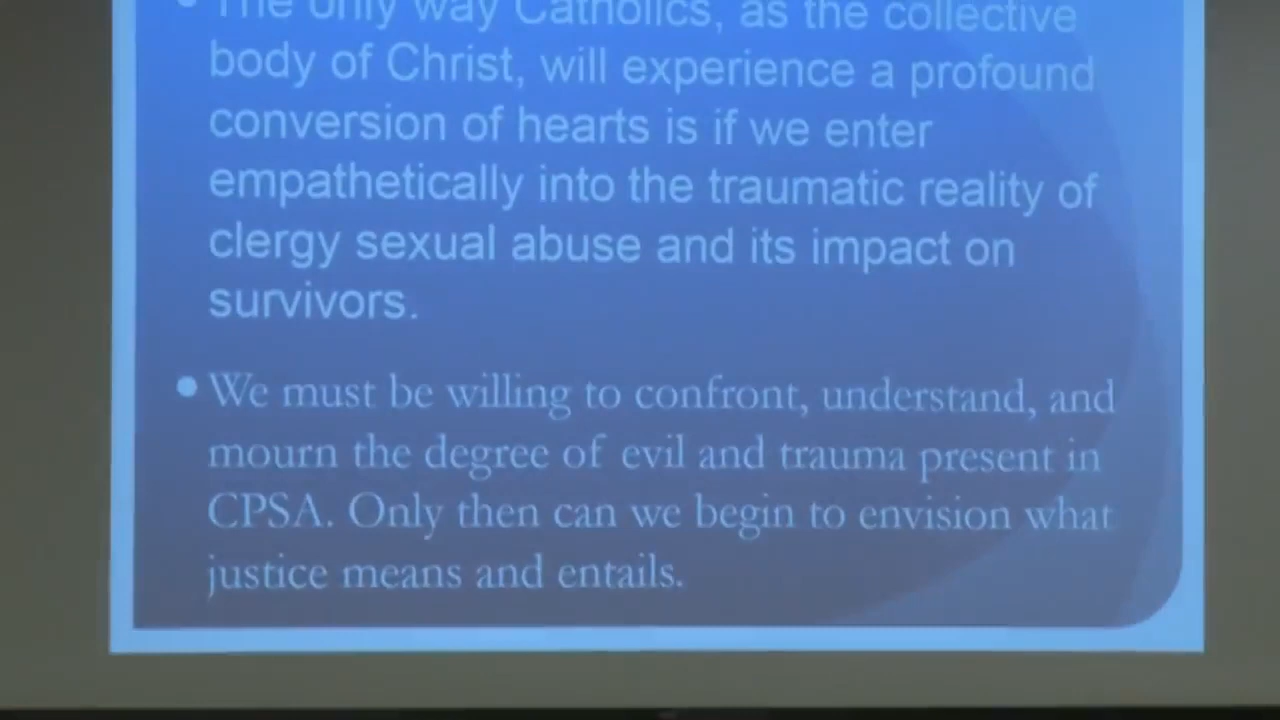 • The only way Catholics, as the collective
body of Christ, will experience a profound
conversion of hearts is if we enter
empathetically into the traumatic reality of
clergy sexual abuse and its impact on
survivors.
• We must be willing to confront, understand, and
mourn the degree of evil and trauma present in
CPSA. Only then can we begin to envision what
justice means and entails.